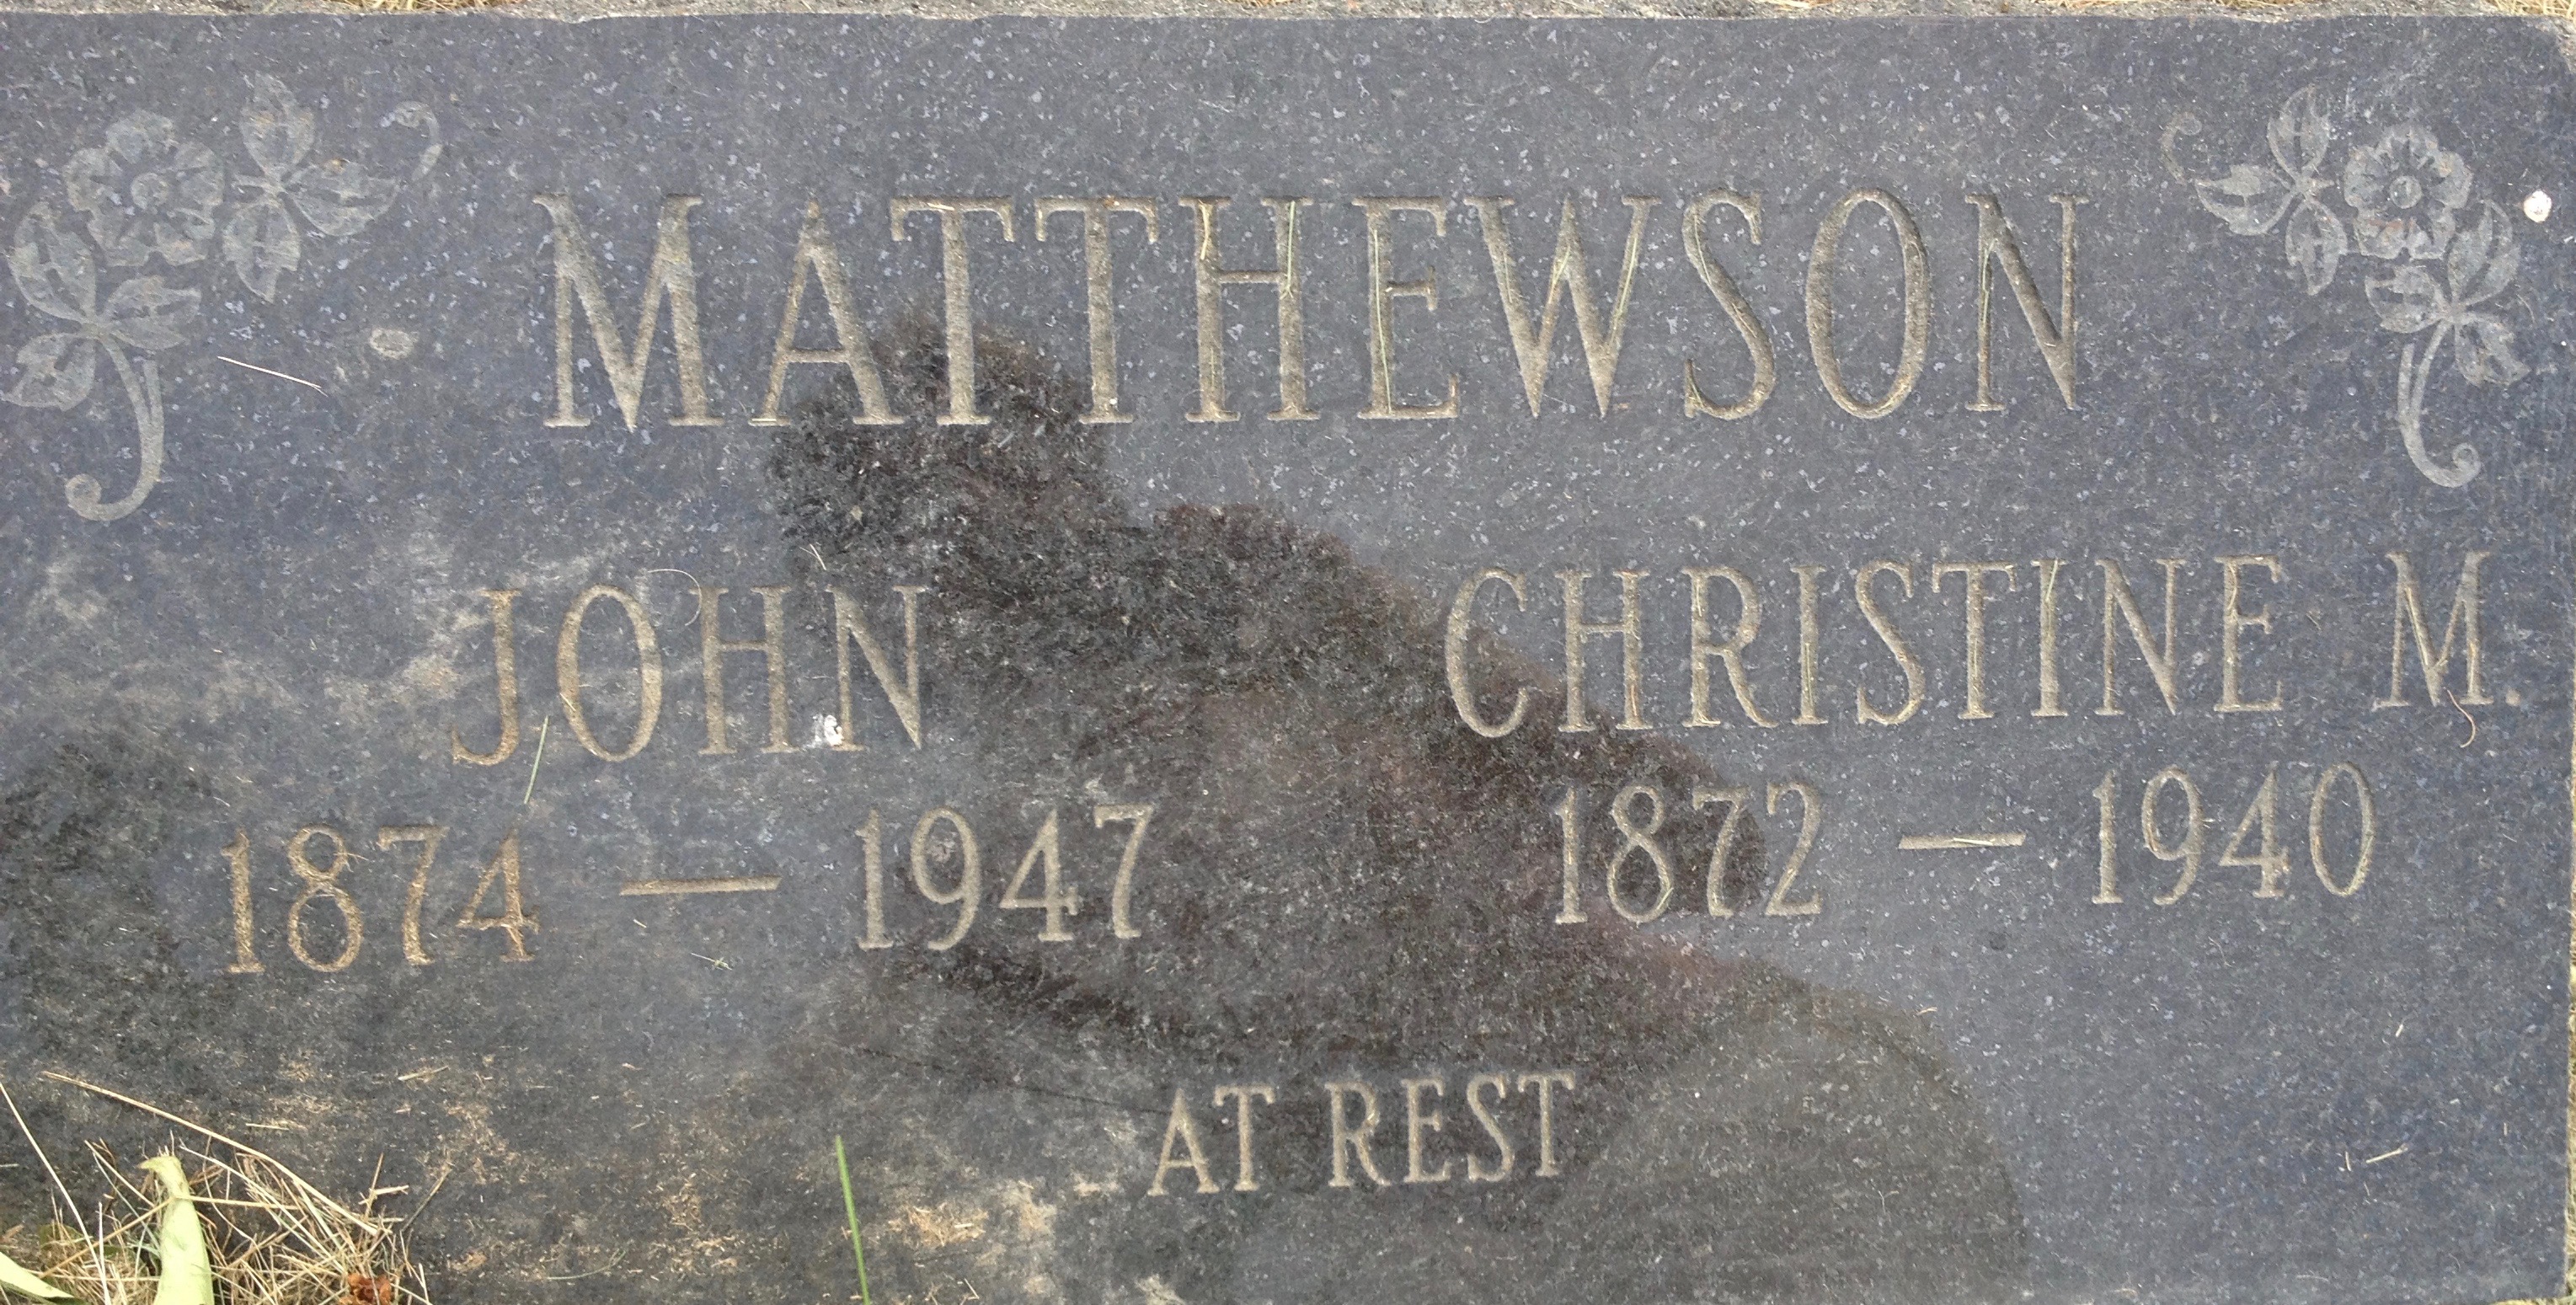 MATTHEWSON
JOHN CHRISTINE M.
1874 — 1947 1872 — 1940
AT REST